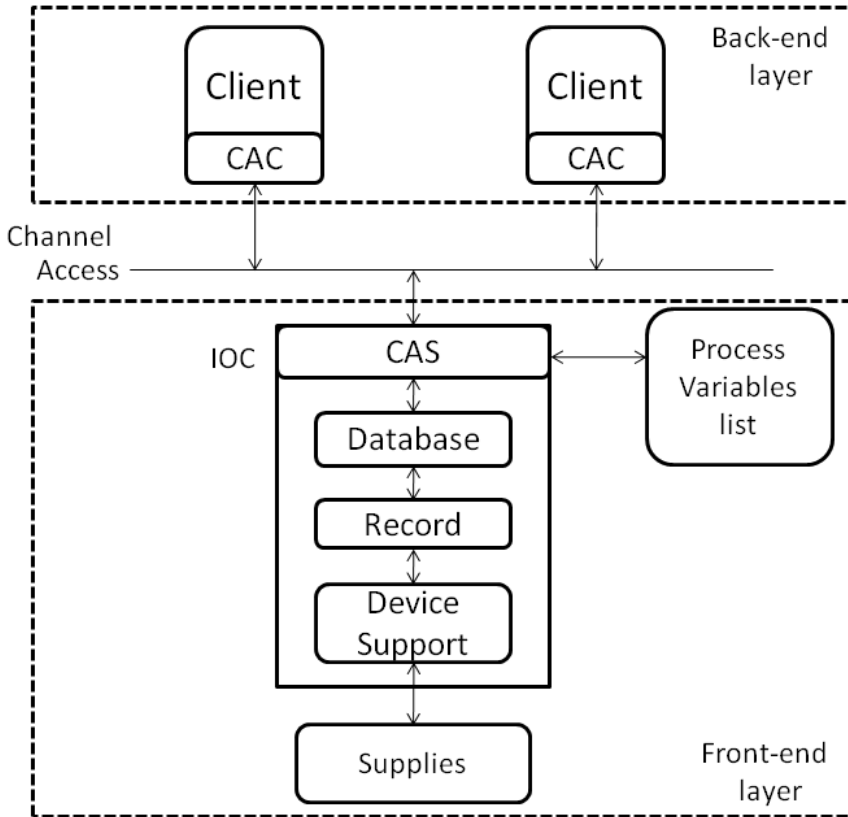 Client
CAC
Client
CAC
Back-end
layer
Channel
Access
IOC
CAS
Database
Record
Device
Support
Supplies
Process
Variables
list
Front-end
layer